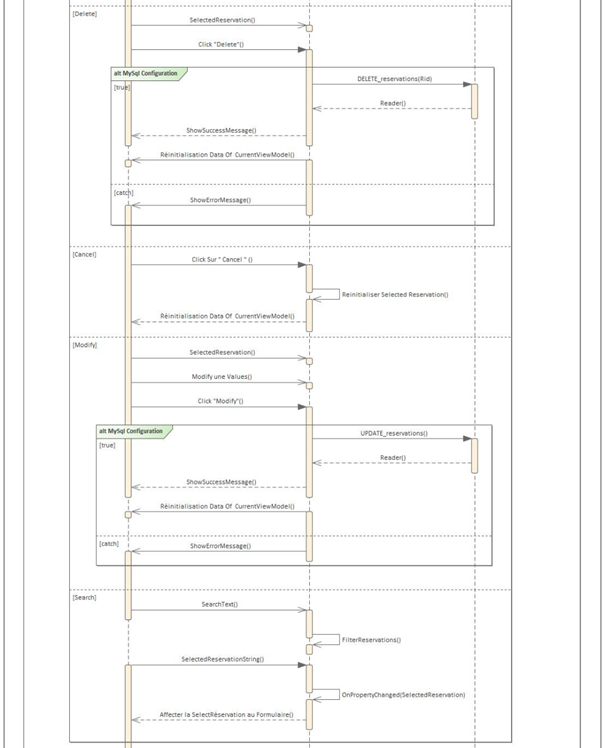 [Delete]
SelectedReservation()
Click "Delete"()
alt MySql Configuration
[true]
DELETE_reservations(Rid)
Reader()
ShowSuccessMessage()
Réinitialisation Data Of CurrentViewModel()
[catch]
ShowErrorMessage()
[Cancel]
Click Sur " Cancel " ()
Reinitialiser Selected Reservation()
Réinitialisation Data Of CurrentViewModel()
[Modify]
SelectedReservation()
Modify une Values()
Click "Modify"()
alt MySql Configuration
[true]
UPDATE_reservations()
Reader()
ShowSuccessMessage()
Réinitialisation Data Of CurrentViewModel()
[catch]
ShowErrorMessage()
[Search]
SearchText()
FilterReservations()
SelectedReservationString()
OnPropertyChanged(SelectedReservation)
Affecter la SelectRéservation au Formulaire()